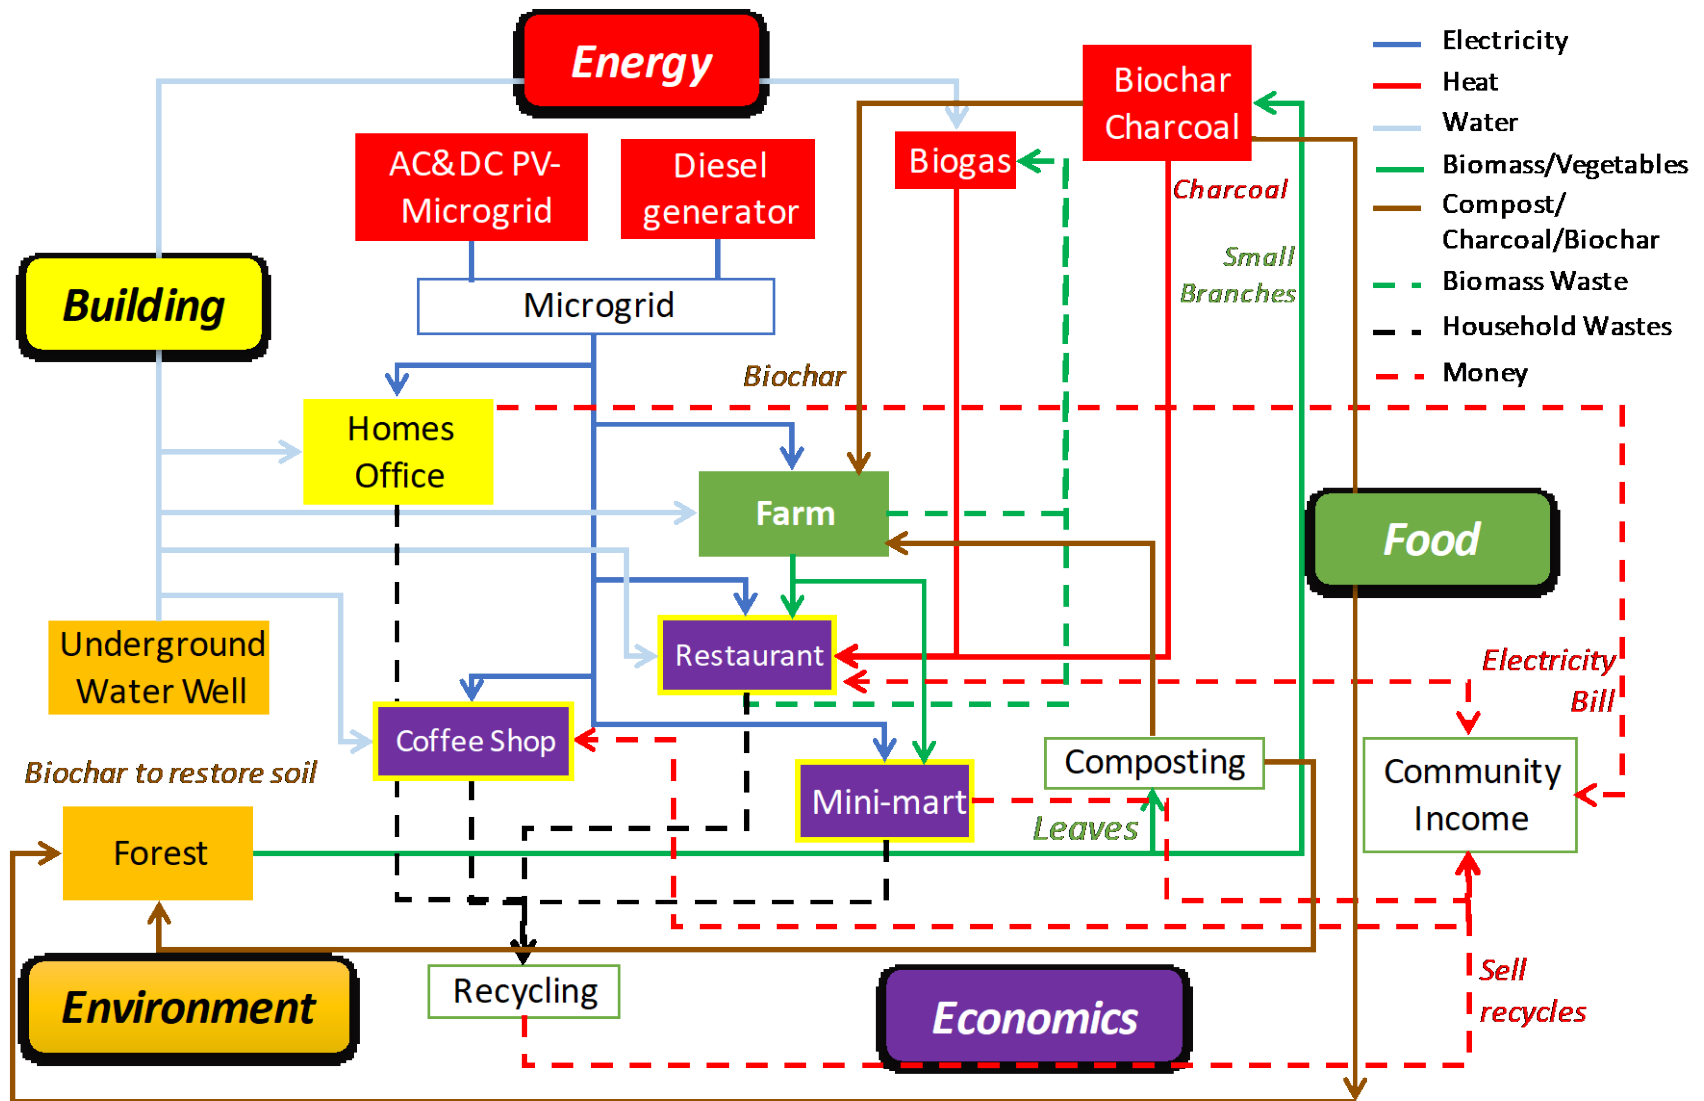 Energy
Biochar
Charcoal
Electricity
Heat
Water
Biomass/Vegetables
Compost/
Charcoal/Biochar
Biomass Waste
Household Wastes
Money
AC&DC PV-
Microgrid
Diesel
generator
Biogas
Charcoal
Small
Branches
Building
Microgrid
Biochar
Homes
Office
Farm
Food
Underground
Water Well
Restaurant
Electricity
Bill
Coffee Shop
Biochar to restore soil
Mini-mart
Composting
Leaves
Community
Income
Forest
Environment
Recycling
Economics
Sell
recycles